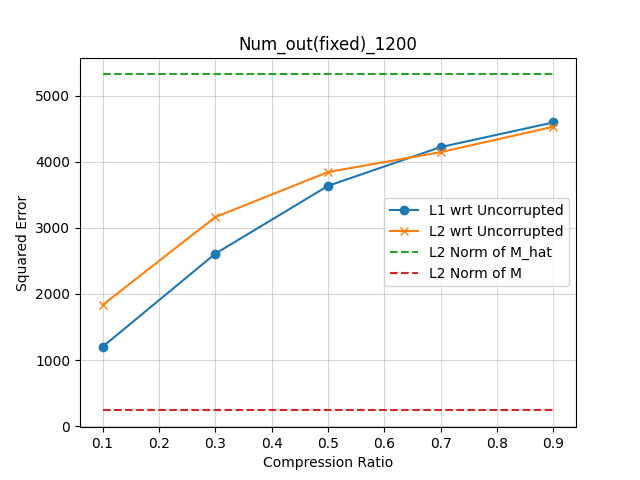 Num_out(fixed)_1200
Squared Error
5000
4000
3000
2000
1000
0
L1 wrt Uncorrupted
L2 wrt Uncorrupted
L2 Norm of M_hat
L2 Norm of M
0.1 0.2 0.3 0.4 0.5 0.6 0.7 0.8 0.9
Compression Ratio